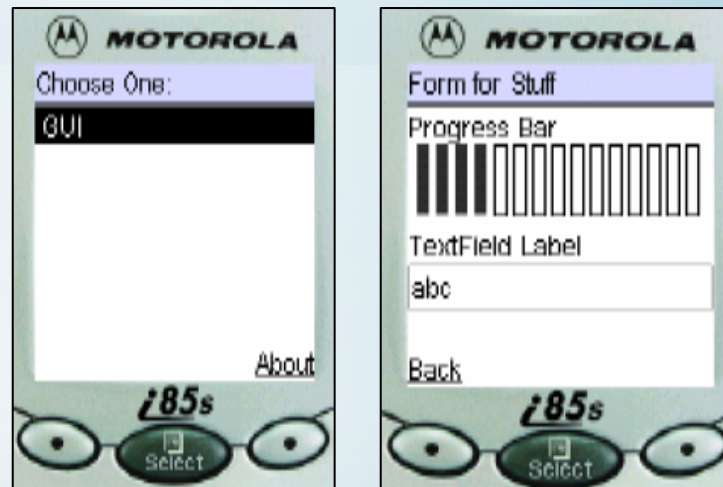 MOTOROLA
Choose One:
GUI
About
i85s
Select
MOTOROLA
Form for Stuff
Progress Bar
TextField Label
abc
Back
i85s
Select